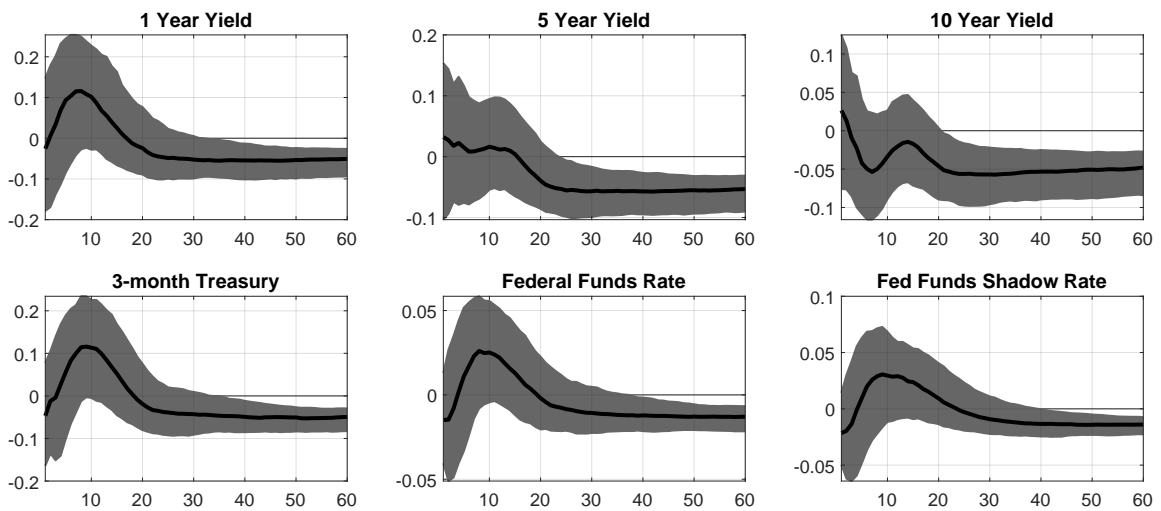 1 Year Yield
0.2
0.1
0
-0.1
-0.2
10 20 30 40 50 60
5 Year Yield
0.2
0.1
0
-0.1
10 20 30 40 50 60
10 Year Yield
0.1
0.05
0
-0.05
-0.1
10 20 30 40 50 60
3-month Treasury
0.2
0.1
0
-0.1
-0.2
10 20 30 40 50 60
Federal Funds Rate
0.05
0
-0.05
10 20 30 40 50 60
Fed Funds Shadow Rate
0.1
0.05
0
-0.05
10 20 30 40 50 60